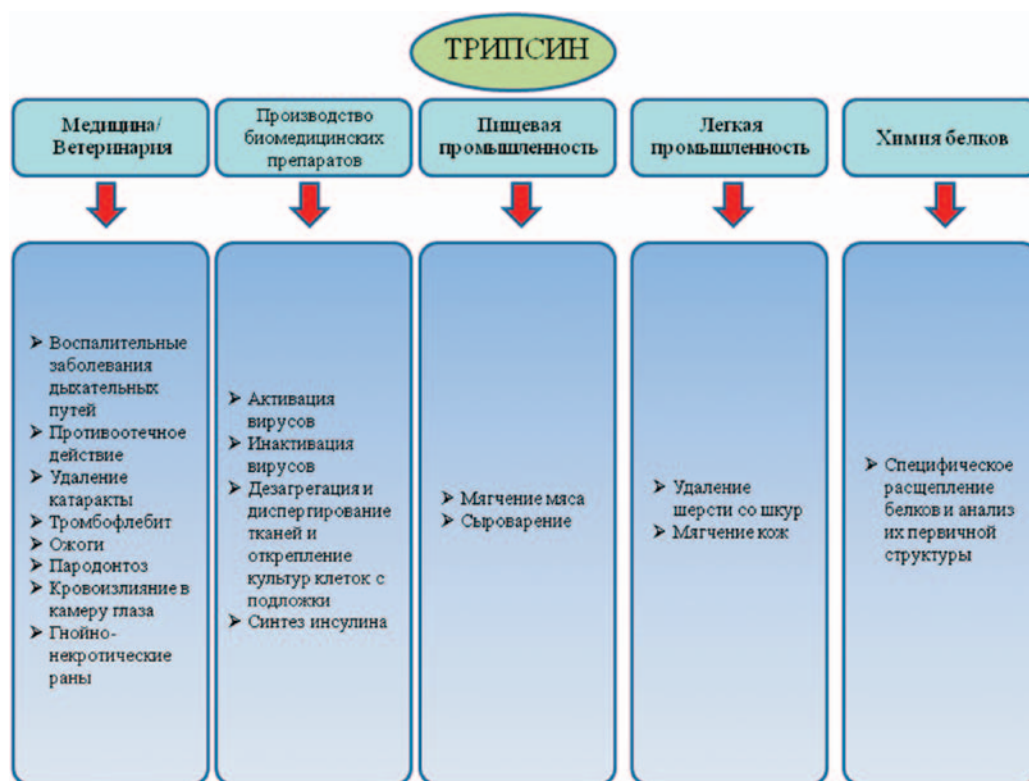 ТРИПСИН
Медицина/
Ветеринария
Производство
биомедицинских
препаратов
Пищевая
промышленность
Легкая
промышленность
Химия белков
➢ Воспалительные
заболевания
дыхательных
путей
➢ Противоотечное
действие
➢ Удаление
катаракты
➢ Тромбофлебит
➢ Ожоги
➢ Пародонтоз
➢ Кровоизлияние в
камеру глаза
➢ Гнойно-
некротические
раны
➢ Активация
вирусов
➢ Инактивация
вирусов
➢ Дезагрегация и
диспергирование
тканей и
открепление
культур клеток с
подложки
➢ Синтез инсулина
➢ Мягчение мяса
➢ Сыроварение
➢ Удаление
шерсти со шкур
➢ Мягчение кож
➢ Специфическое
расщепление
белков и анализ
их первичной
структуры